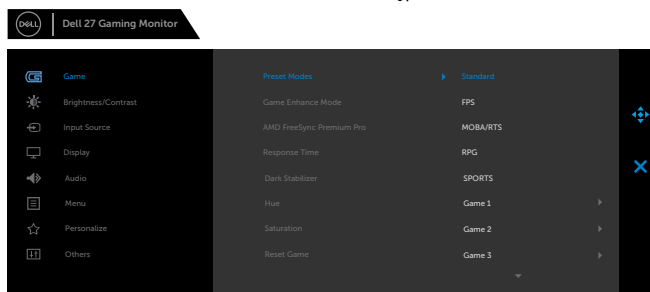 DELL
Dell 27 Gaming Monitor
Game
Brightness/Contrast
Input Source
Display
Audio
Menu
Personalize
Others
Preset Modes
Game Enhance Mode
AMD FreeSync Premium Pro
Response Time
Dark Stabilizer
Hue
Saturation
Reset Game
Standard
FPS
MOBA/RTS
RPG
SPORTS
Game 1
Game 2
Game 3